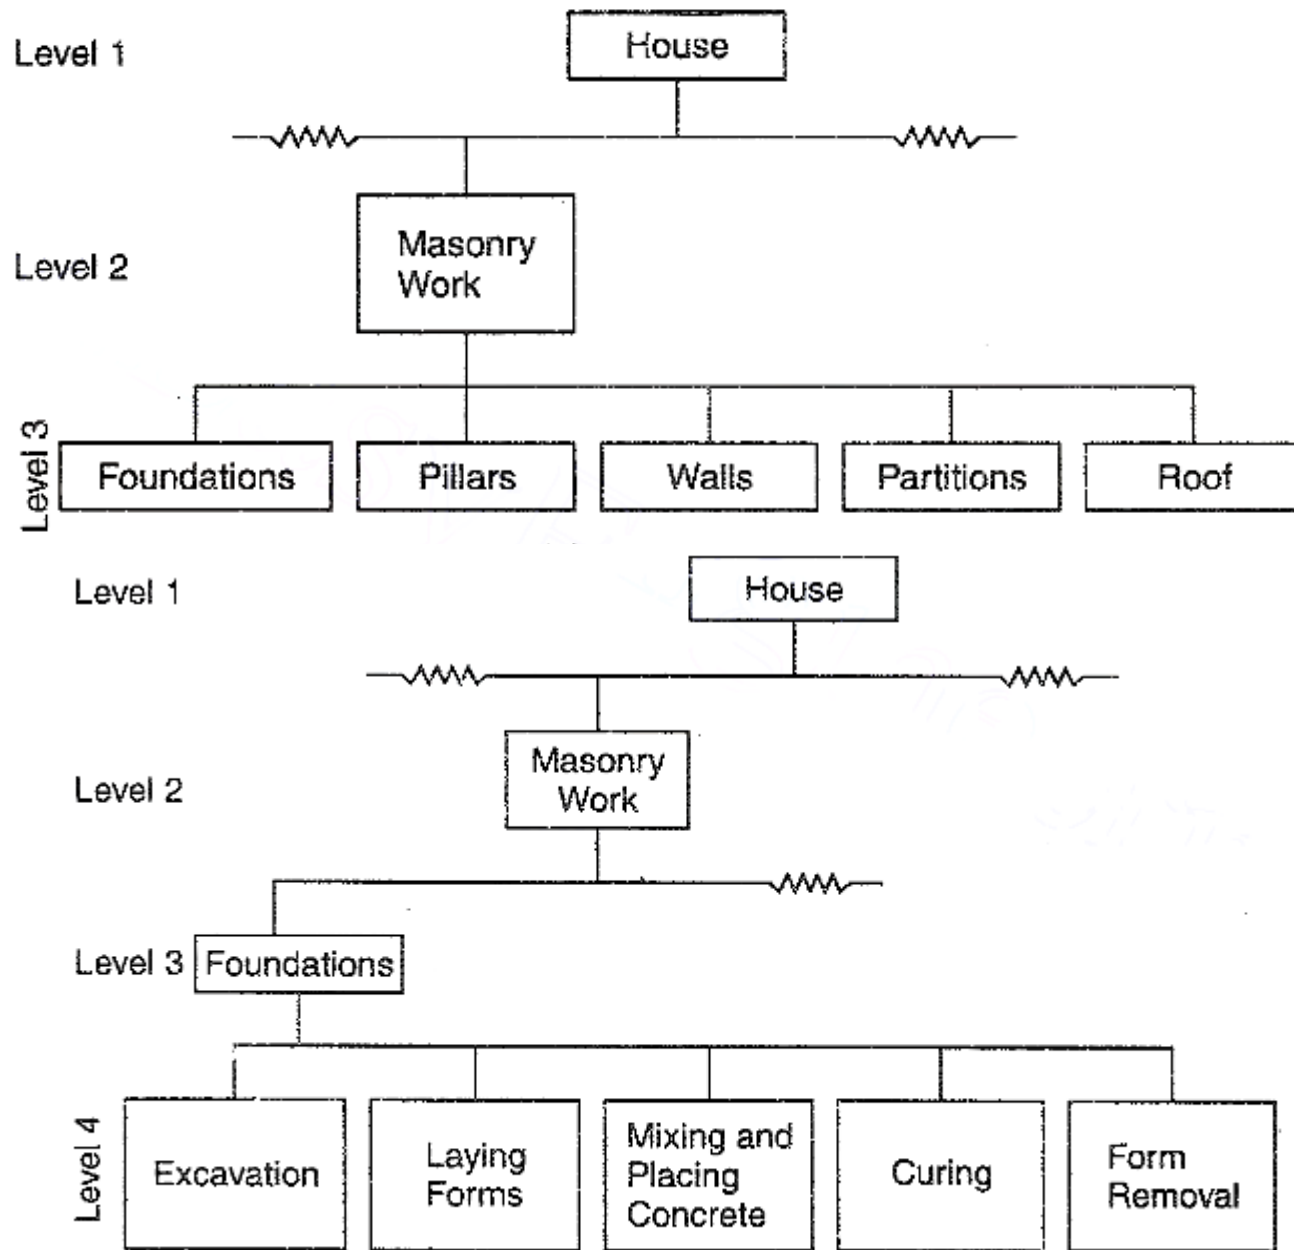 Level 1
House
Level 2
Masonry
Work
Level 3
Foundations
Pillars
Walls
Partitions
Roof
Level 1
House
Level 2
Masonry
Work
Level 3
Foundations
Level 4
Excavation
Laying
Forms
Mixing and
Placing
Concrete
Curing
Form
Removal